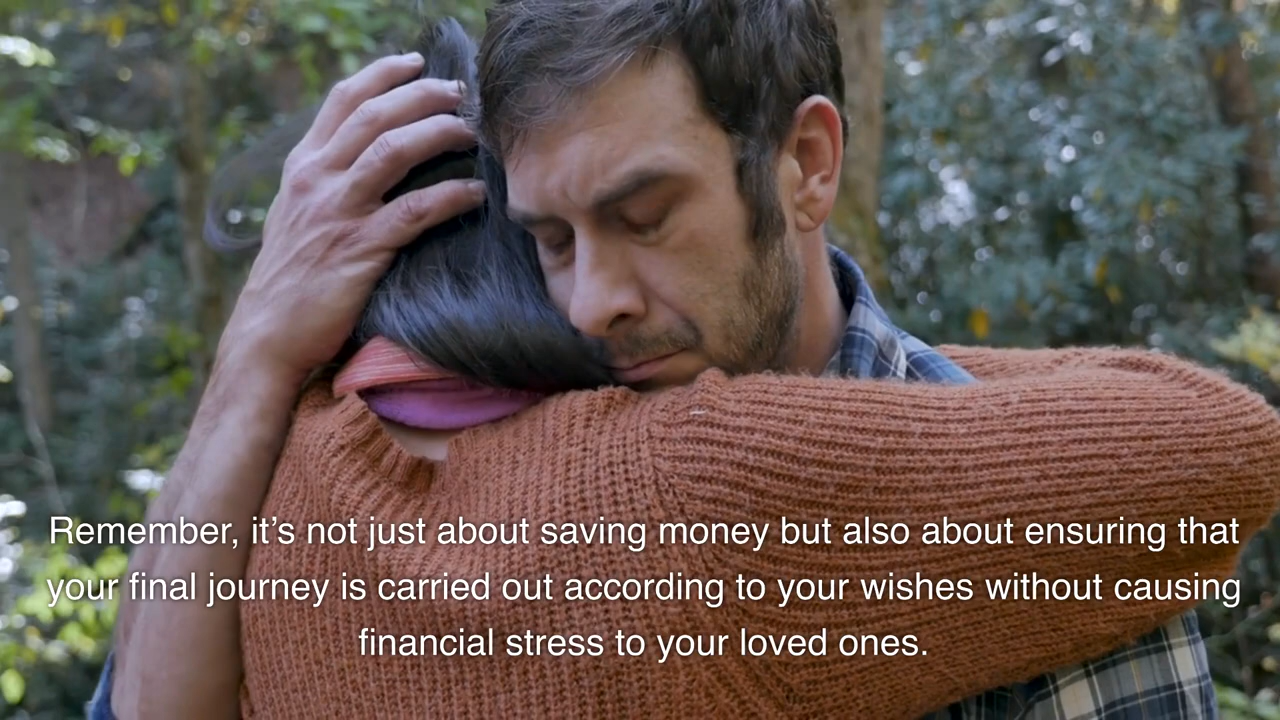 Remember, it’s not just about saving money but also about ensuring that
your final journey is carried out according to your wishes without causing
financial stress to your loved ones.